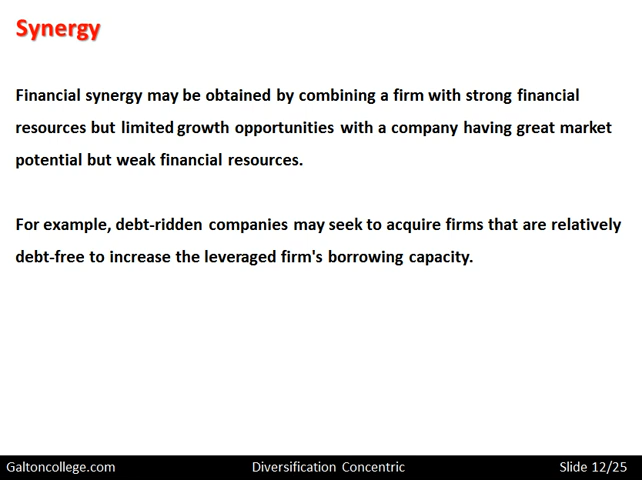 Synergy
Financial synergy may be obtained by combining a firm with strong financial
resources but limited growth opportunities with a company having great market
potential but weak financial resources.
For example, debt-ridden companies may seek to acquire firms that are relatively
debt-free to increase the leveraged firm's borrowing capacity.
Galtoncollege.com Diversification Concentric Slide 12/25